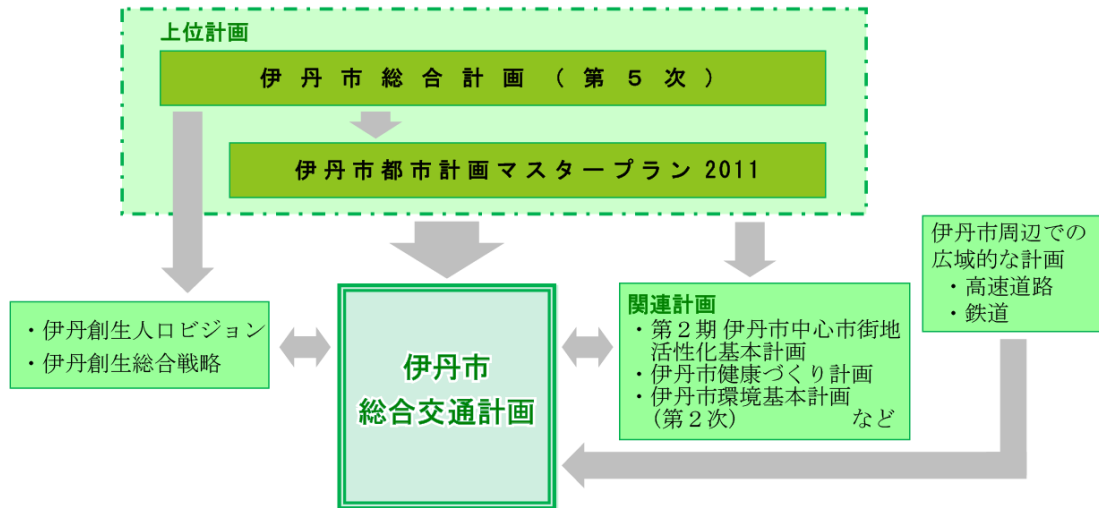 上位計画
伊丹市総合計画（第５次）
伊丹市都市計画マスタープラン 2011
伊丹市周辺での
広域的な計画
・高速道路
・鉄道
・伊丹創生人口ビジョン
・伊丹創生総合戦略
伊丹市
総合交通計画
関連計画
・第２期 伊丹市中心市街地
活性化基本計画
・伊丹市健康づくり計画
・伊丹市環境基本計画
（第２次） など